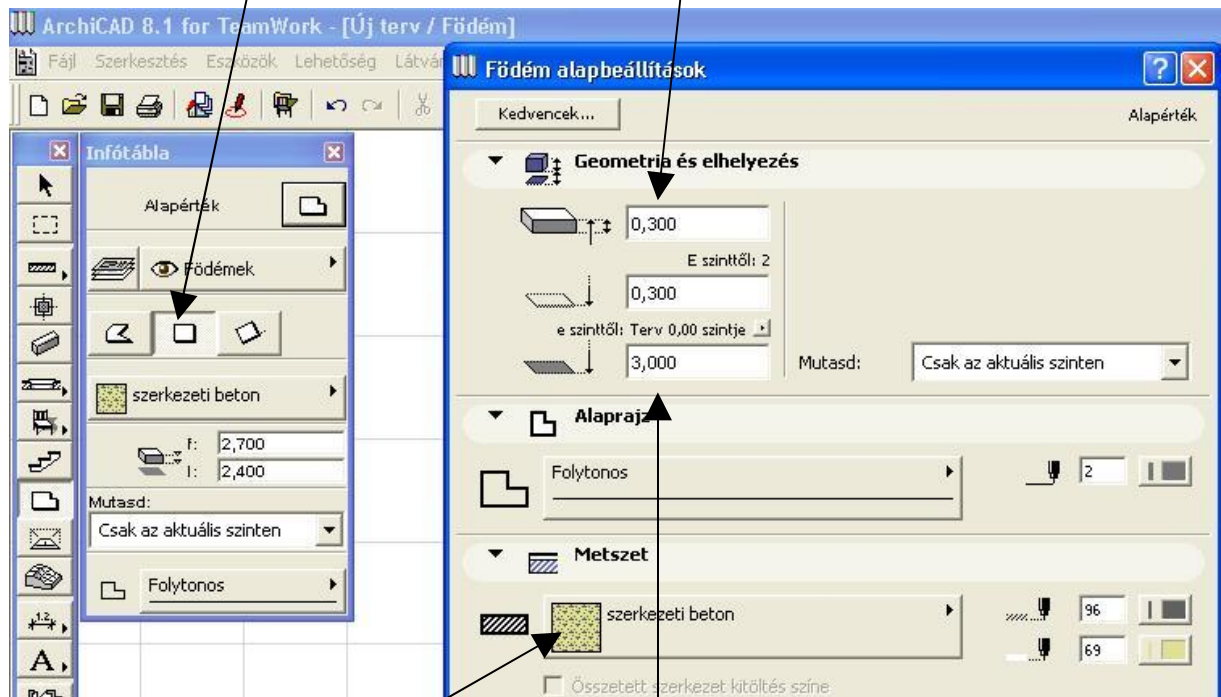 ArchiCAD 8.1 for TeamWork - [Új terv / Födém]
Fájl Szerkesztés Eszközök Lehetőség
Infótábla
Alapérték
Födémek
szerkezeti beton
f: 2,700
l: 2,400
Mutasd:
Csak az aktuális szinten
Folytonos
1.2
A
Födém alapbeállítások
Kedvencek...
Alapérték
Geometria és elhelyezés
0,300
E szinttől: 2
0,300
e szinttől: Terv 0,00 szintje
3,000
Mutasd:
Csak az aktuális szinten
Alaprajz
Folytonos
2
Metszet
szerkezeti beton
96
69
Összetett szerkezet kitöltés színe